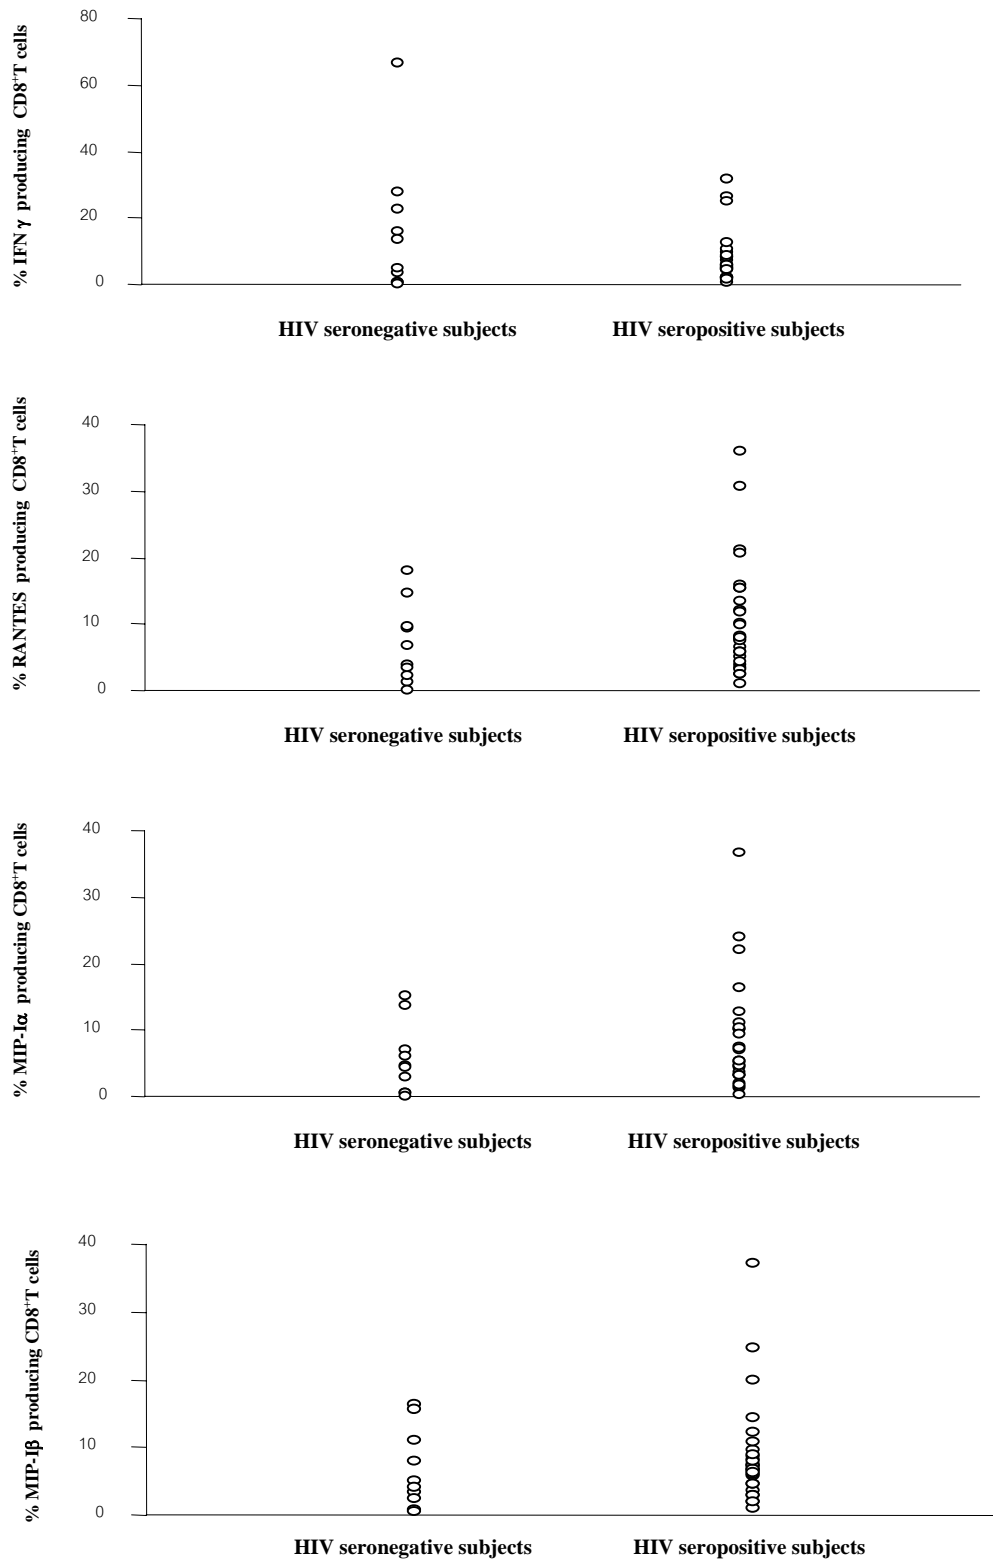 % IFN γ producing CD8⁺T cells
80
60
40
20
0
HIV seronegative subjects HIV seropositive subjects
% RANTES producing CD8⁺T cells
40
30
20
10
0
HIV seronegative subjects HIV seropositive subjects
% MIP-Iα producing CD8⁺T cells
40
30
20
10
0
HIV seronegative subjects HIV seropositive subjects
% MIP-Iβ producing CD8⁺T cells
40
30
20
10
0
HIV seronegative subjects HIV seropositive subjects